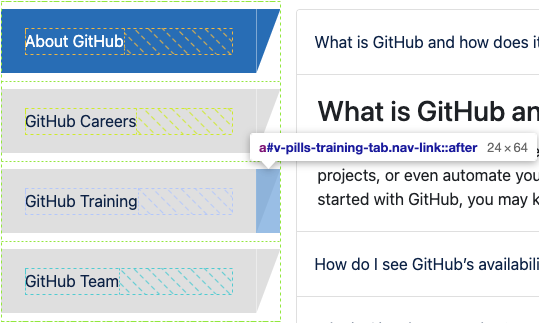 About GitHub
GitHub Careers
GitHub Training
GitHub Team
What is GitHub and how does it
What is GitHub an
a#v-pills-training-tab.nav-link::after 24 × 64
projects, or even automate you
started with GitHub, you may k
How do I see GitHub's availabili